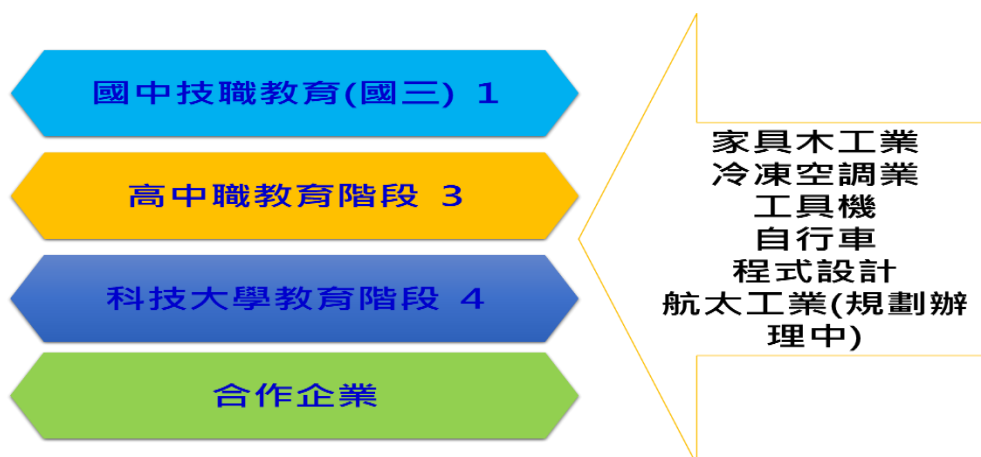 國中技職教育(國三) 1
高中職教育階段 3
科技大學教育階段 4
合作企業
家具木工業
冷凍空調業
工具機
自行車
程式設計
航太工業(規劃辦
理中)